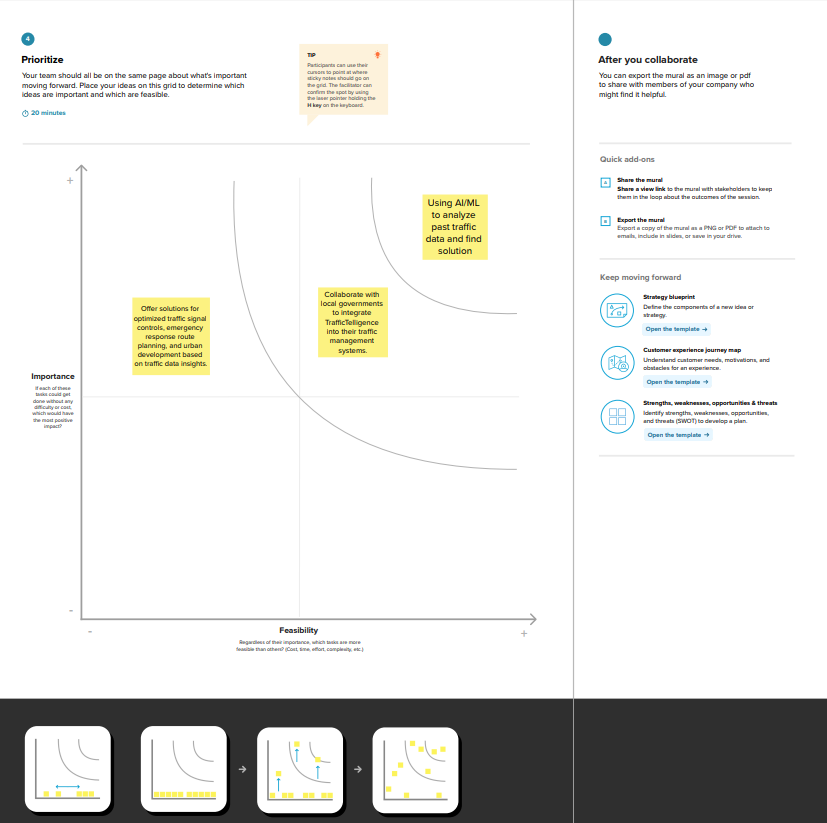 4
Prioritize
Your team should all be on the same page about what's important
moving forward. Place your ideas on this grid to determine which
ideas are important and which are feasible.
20 minutes
TIP
Participants can use their
cursors to point at where
sticky notes should go on
the grid. The facilitator can
confirm the spot by using
the laser pointer holding the
H key on the keyboard.
+
Using AI/ML
to analyze
past traffic
data and find
solution
Offer solutions for
optimized traffic signal
controls, emergency
response route
planning, and urban
development based
on traffic data insights.
Collaborate with
local governments
to integrate
TrafficTelligence
into their traffic
management
systems.
Importance
If each of these
tasks could get
done without any
difficulty or cost,
which would have
the most positive
impact?
-
-
Feasibility
+
Regardless of their importance, which tasks are more
feasible than others? (Cost, time, effort, complexity, etc.)
After you collaborate
You can export the mural as an image or pdf
to share with members of your company who
might find it helpful.
Quick add-ons
A
Share the mural
Share a view link to the mural with stakeholders to keep
them in the loop about the outcomes of the session.
B
Export the mural
Export a copy of the mural as a PNG or PDF to attach to
emails, include in slides, or save in your drive.
Keep moving forward
Strategy blueprint
Define the components of a new idea or
strategy.
Open the template →
Customer experience journey map
Understand customer needs, motivations, and
obstacles for an experience.
Open the template →
Strengths, weaknesses, opportunities & threats
Identify strengths, weaknesses, opportunities,
and threats (SWOT) to develop a plan.
Open the template →